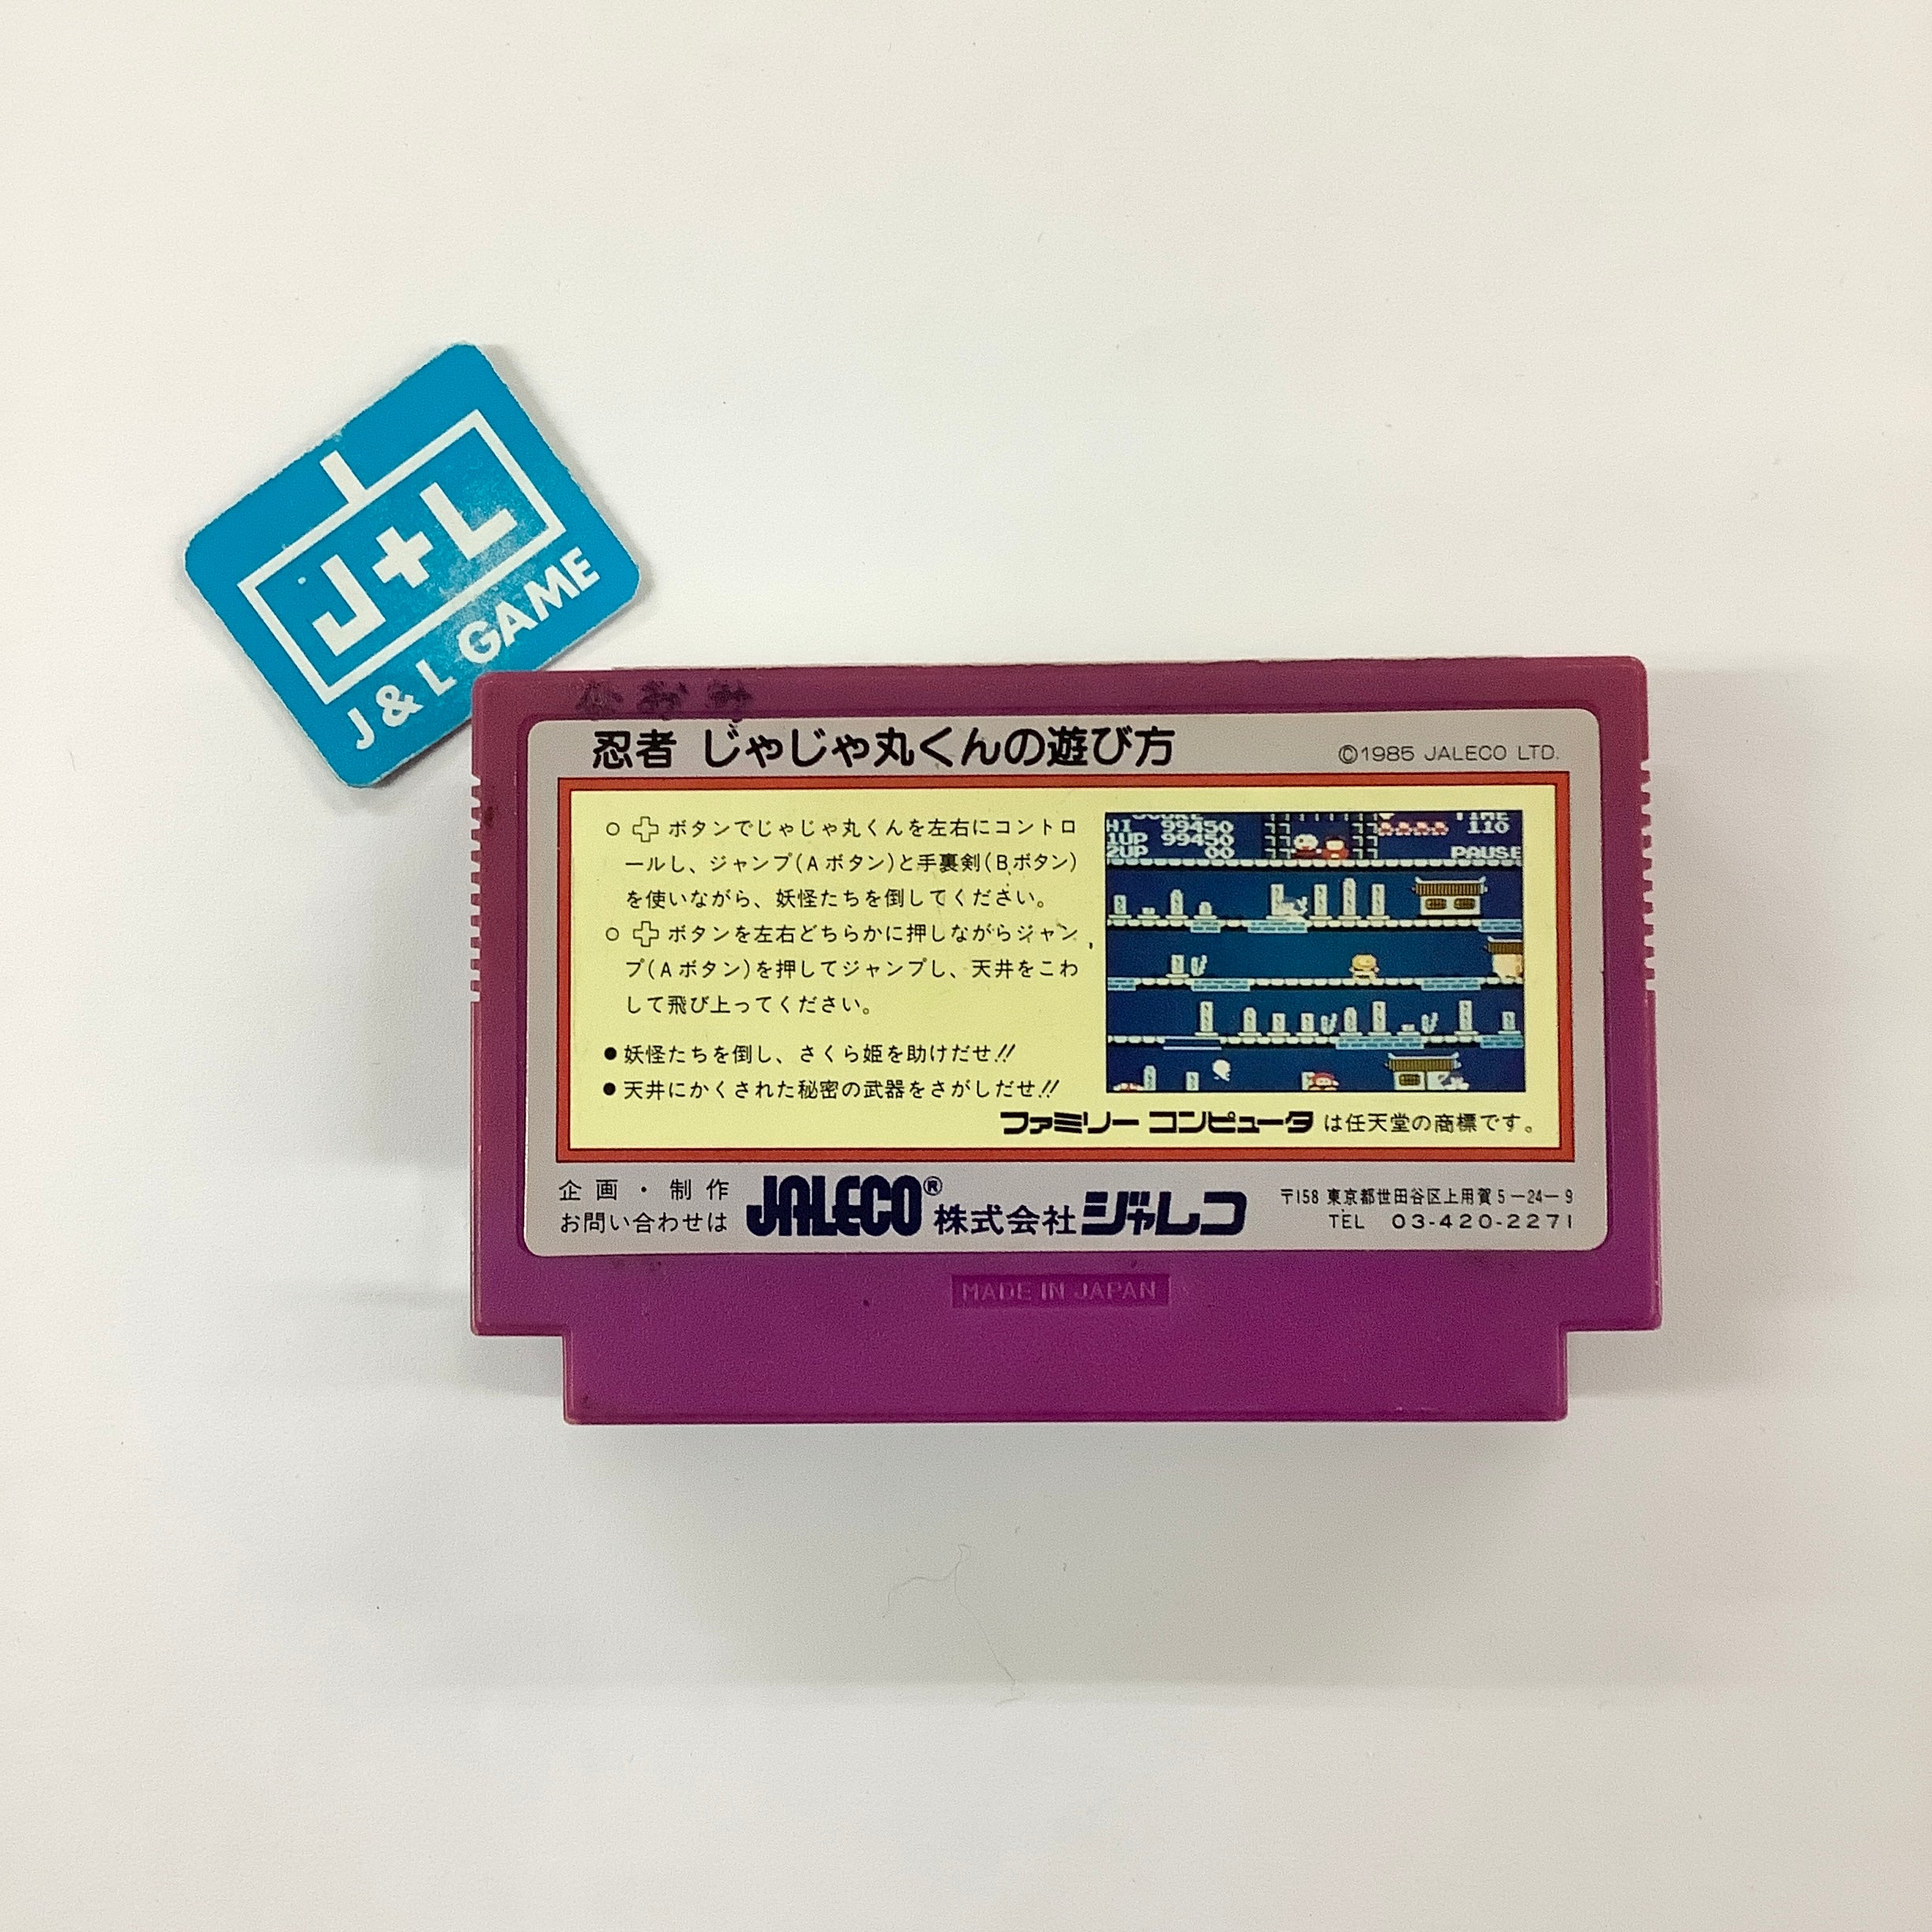 J+L
J & L GAME
なおみ
忍者 じゃじゃ丸くんの遊び方
©1985 JALECO LTD.
○ ボタンでじゃじゃ丸くんを左右にコントロ
ールし、ジャンプ(Aボタン)と手裏剣(Bボタン)
を使いながら、妖怪たちを倒してください。
○ ボタンを左右どちらかに押しながらジャン
プ(Aボタン)を押してジャンプし、天井をこわ
して飛び上ってください。
●妖怪たちを倒し、さくら姫を助けだせ!!
●天井にかくされた秘密の武器をさがしだせ!!
SCORE TIME
HI 99450 110
1UP 99450
2UP 00 PAUSE
ファミリー コンピュータ は任天堂の商標です。
企画・制作
お問い合わせは
JALECO® 株式会社ジャレコ
〒158 東京都世田谷区上用賀5-24-9
TEL 03-420-2271
MADE IN JAPAN